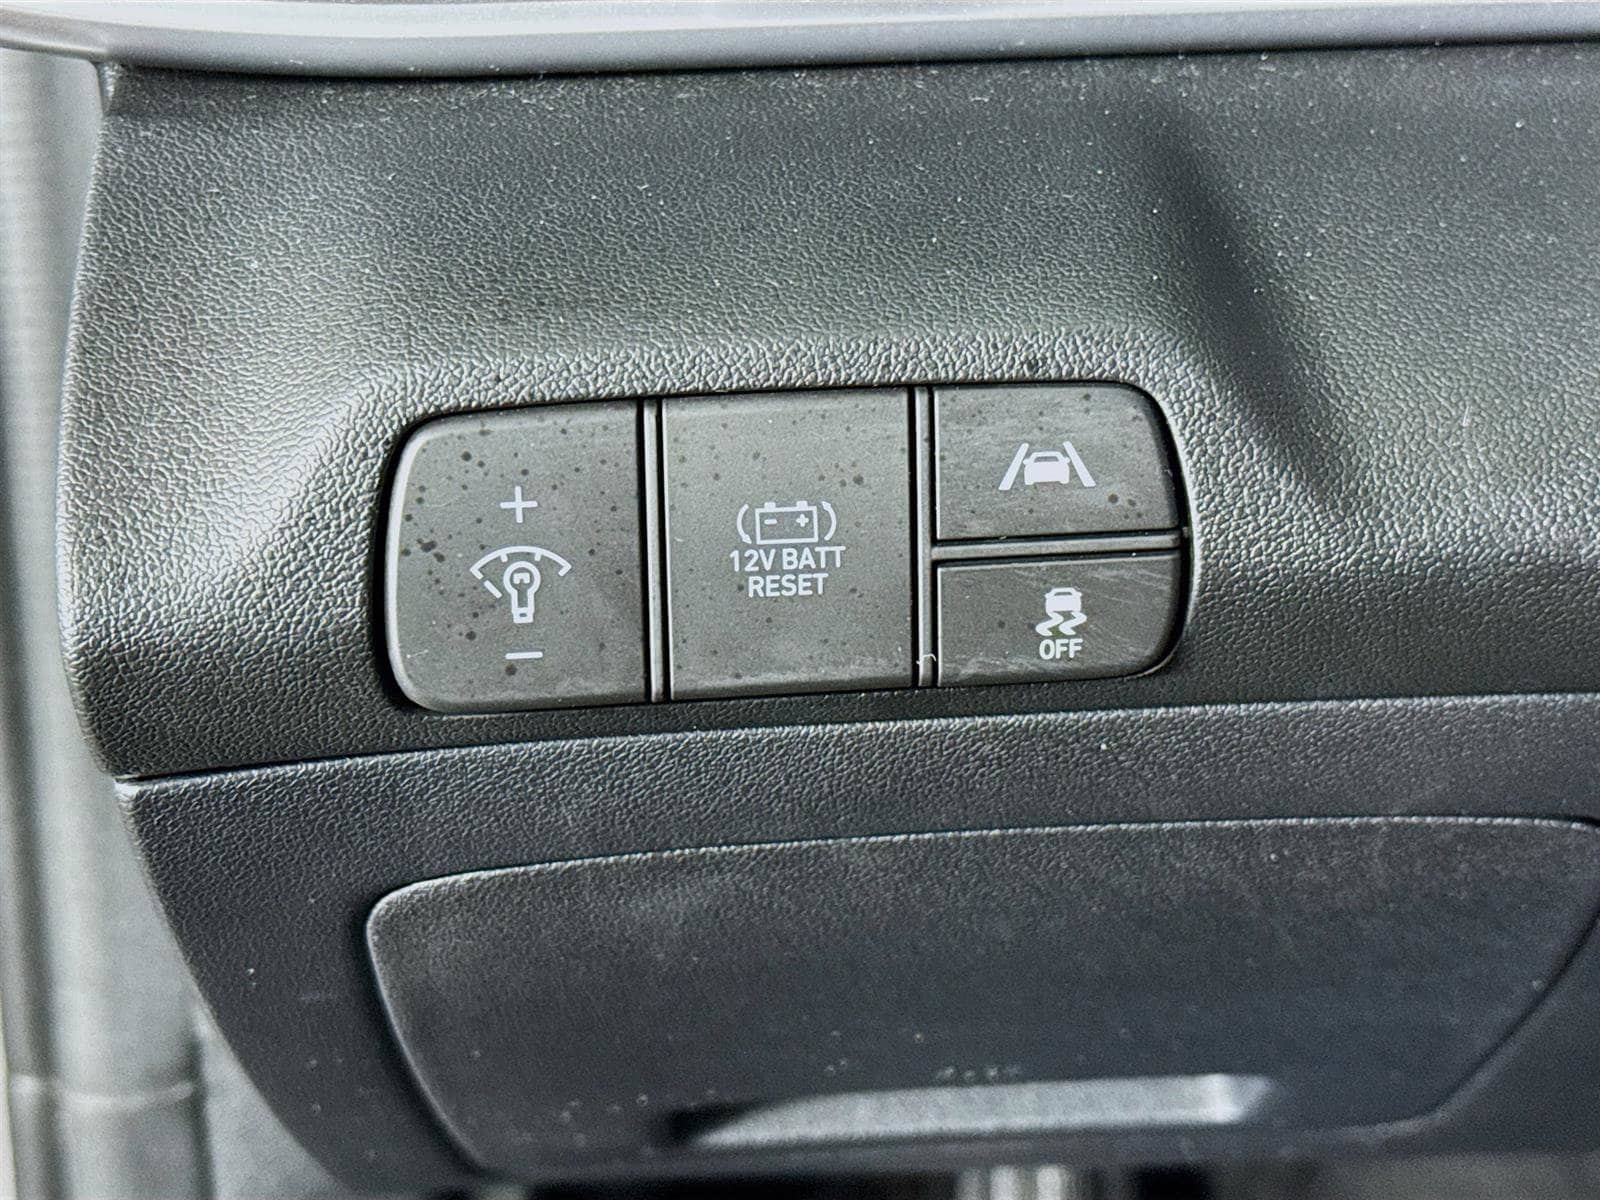 +
−
12V BATT
RESET
OFF